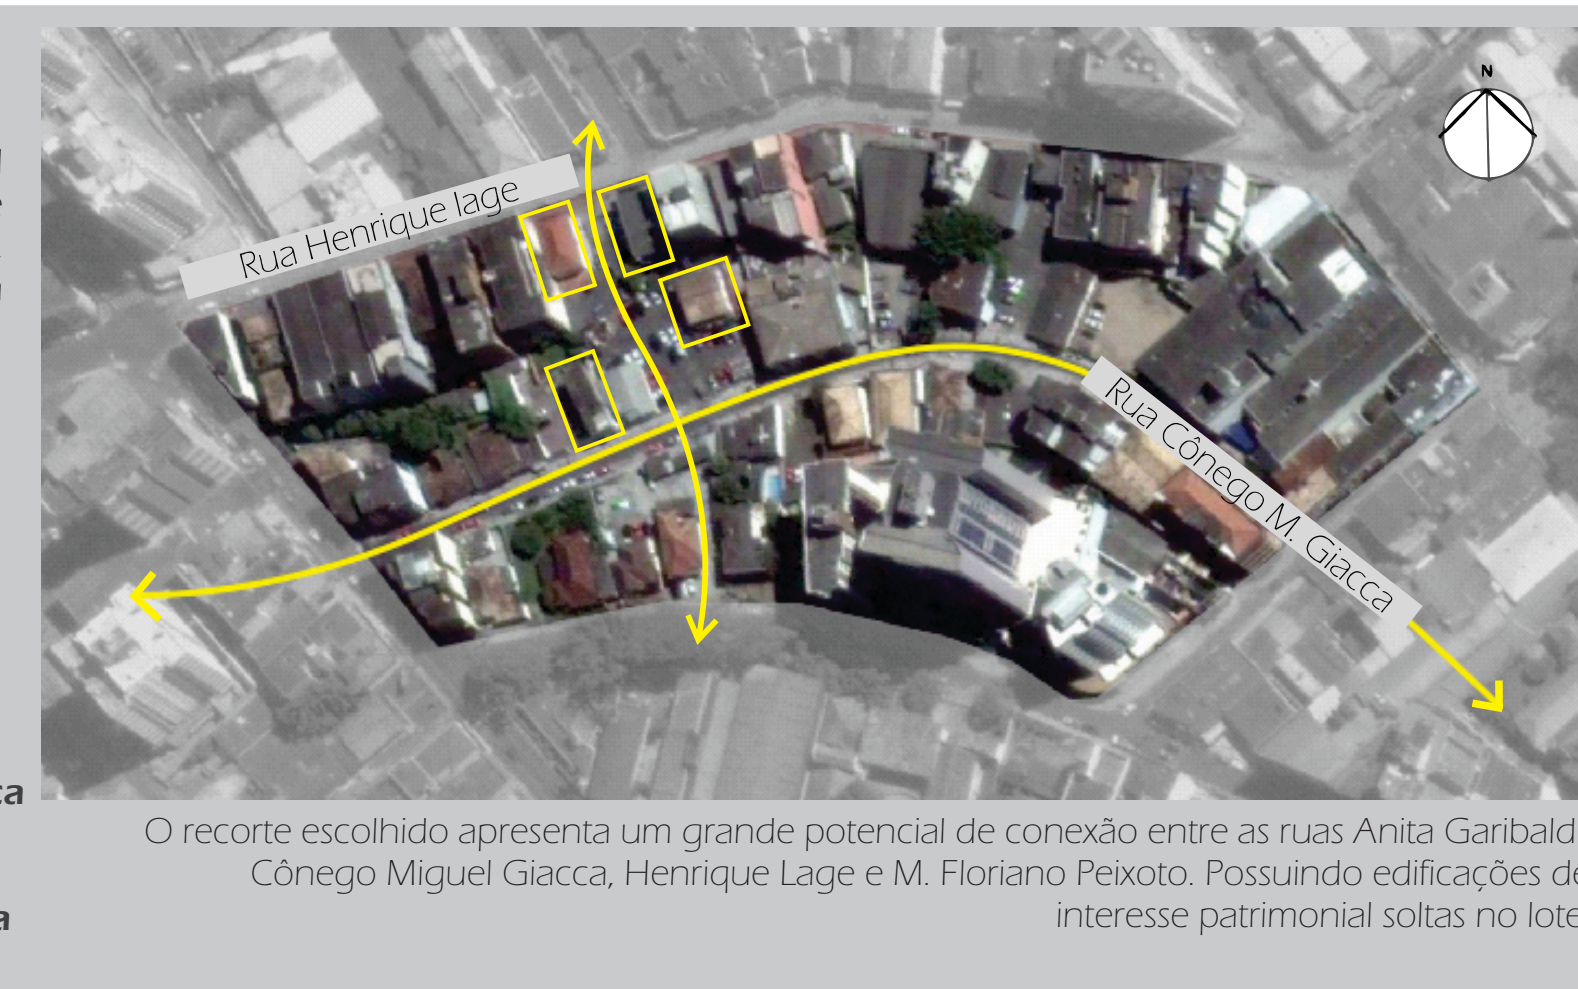 N
Rua Henrique lage
Rua Cônego M. Giacca
ca
O recorte escolhido apresenta um grande potencial de conexão entre as ruas Anita Garibald
Cônego Miguel Giacca, Henrique Lage e M. Floriano Peixoto. Possuindo edificações de
interesse patrimonial soltas no lote
a